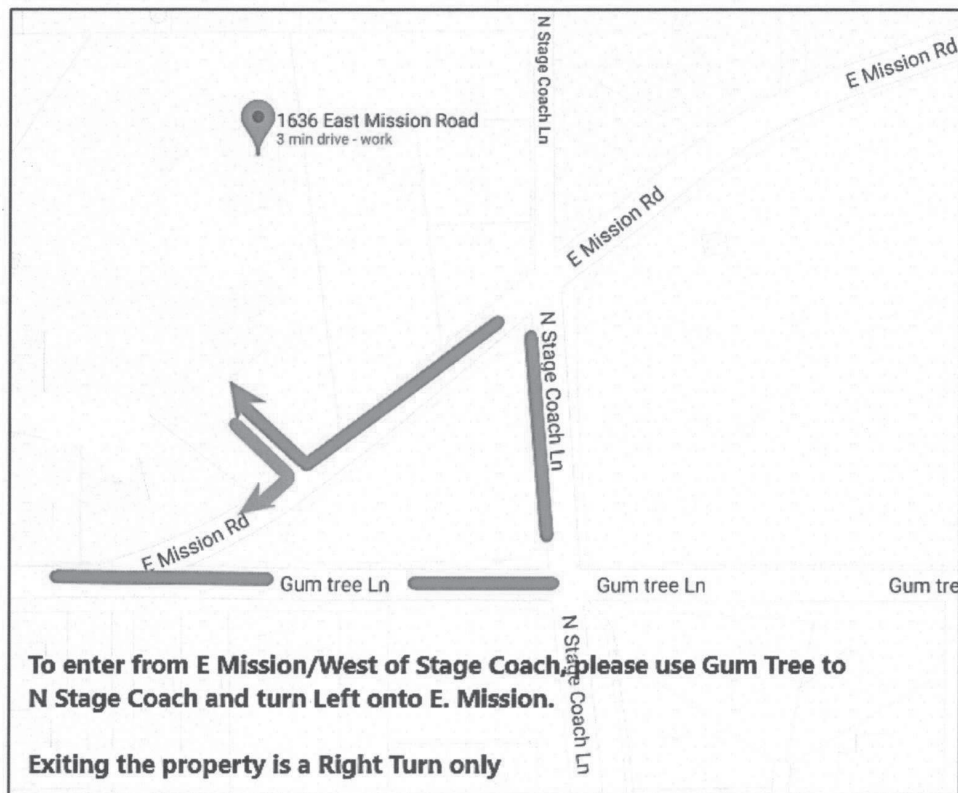 N Stage Coach Ln
E Mission Rd
1636 East Mission Road
3 min drive - work
E Mission Rd
N Stage Coach Ln
E Mission Rd
Gum tree Ln
Gum tree Ln
Gum tre
N Stage Coach Ln
To enter from E Mission/West of Stage Coach, please use Gum Tree to
N Stage Coach and turn Left onto E. Mission.
Exiting the property is a Right Turn only